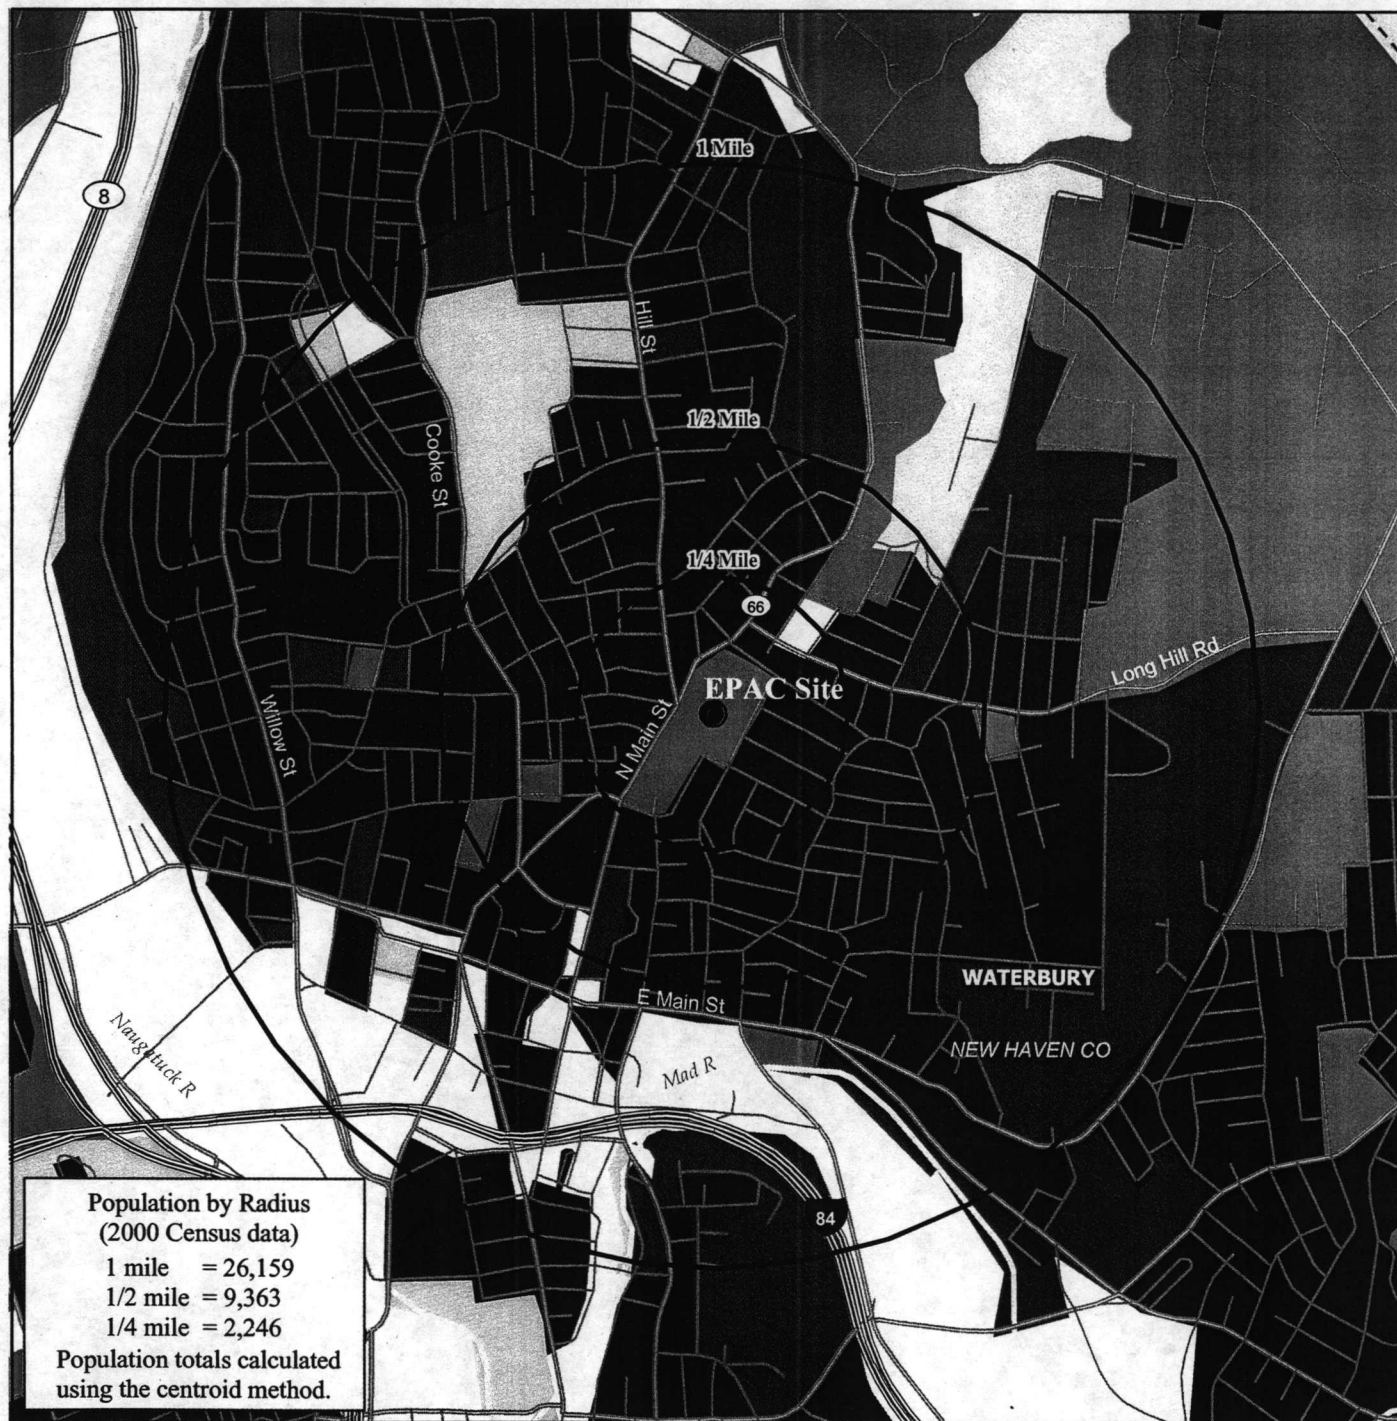 1 Mile
8
Hill St
1/2 Mile
Cooke St
1/4 Mile
66
EPAC Site
Long Hill Rd
Willow St
N Main St
WATERBURY
E Main St
NEW HAVEN CO
Naugatuck R
Mad R
84
Population by Radius
(2000 Census data)
1 mile = 26,159
1/2 mile = 9,363
1/4 mile = 2,246
Population totals calculated
using the centroid method.